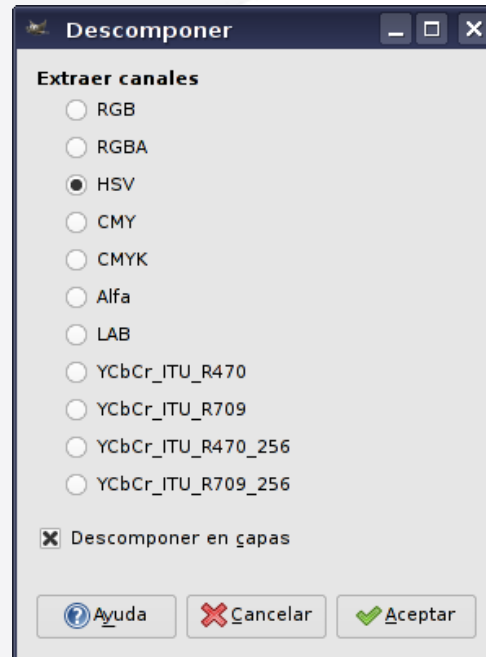 Descomponer
Extraer canales
RGB
RGBA
HSV
CMY
CMYK
Alfa
LAB
YCbCr_ITU_R470
YCbCr_ITU_R709
YCbCr_ITU_R470_256
YCbCr_ITU_R709_256
Descomponer en capas
Ayuda Cancelar Aceptar